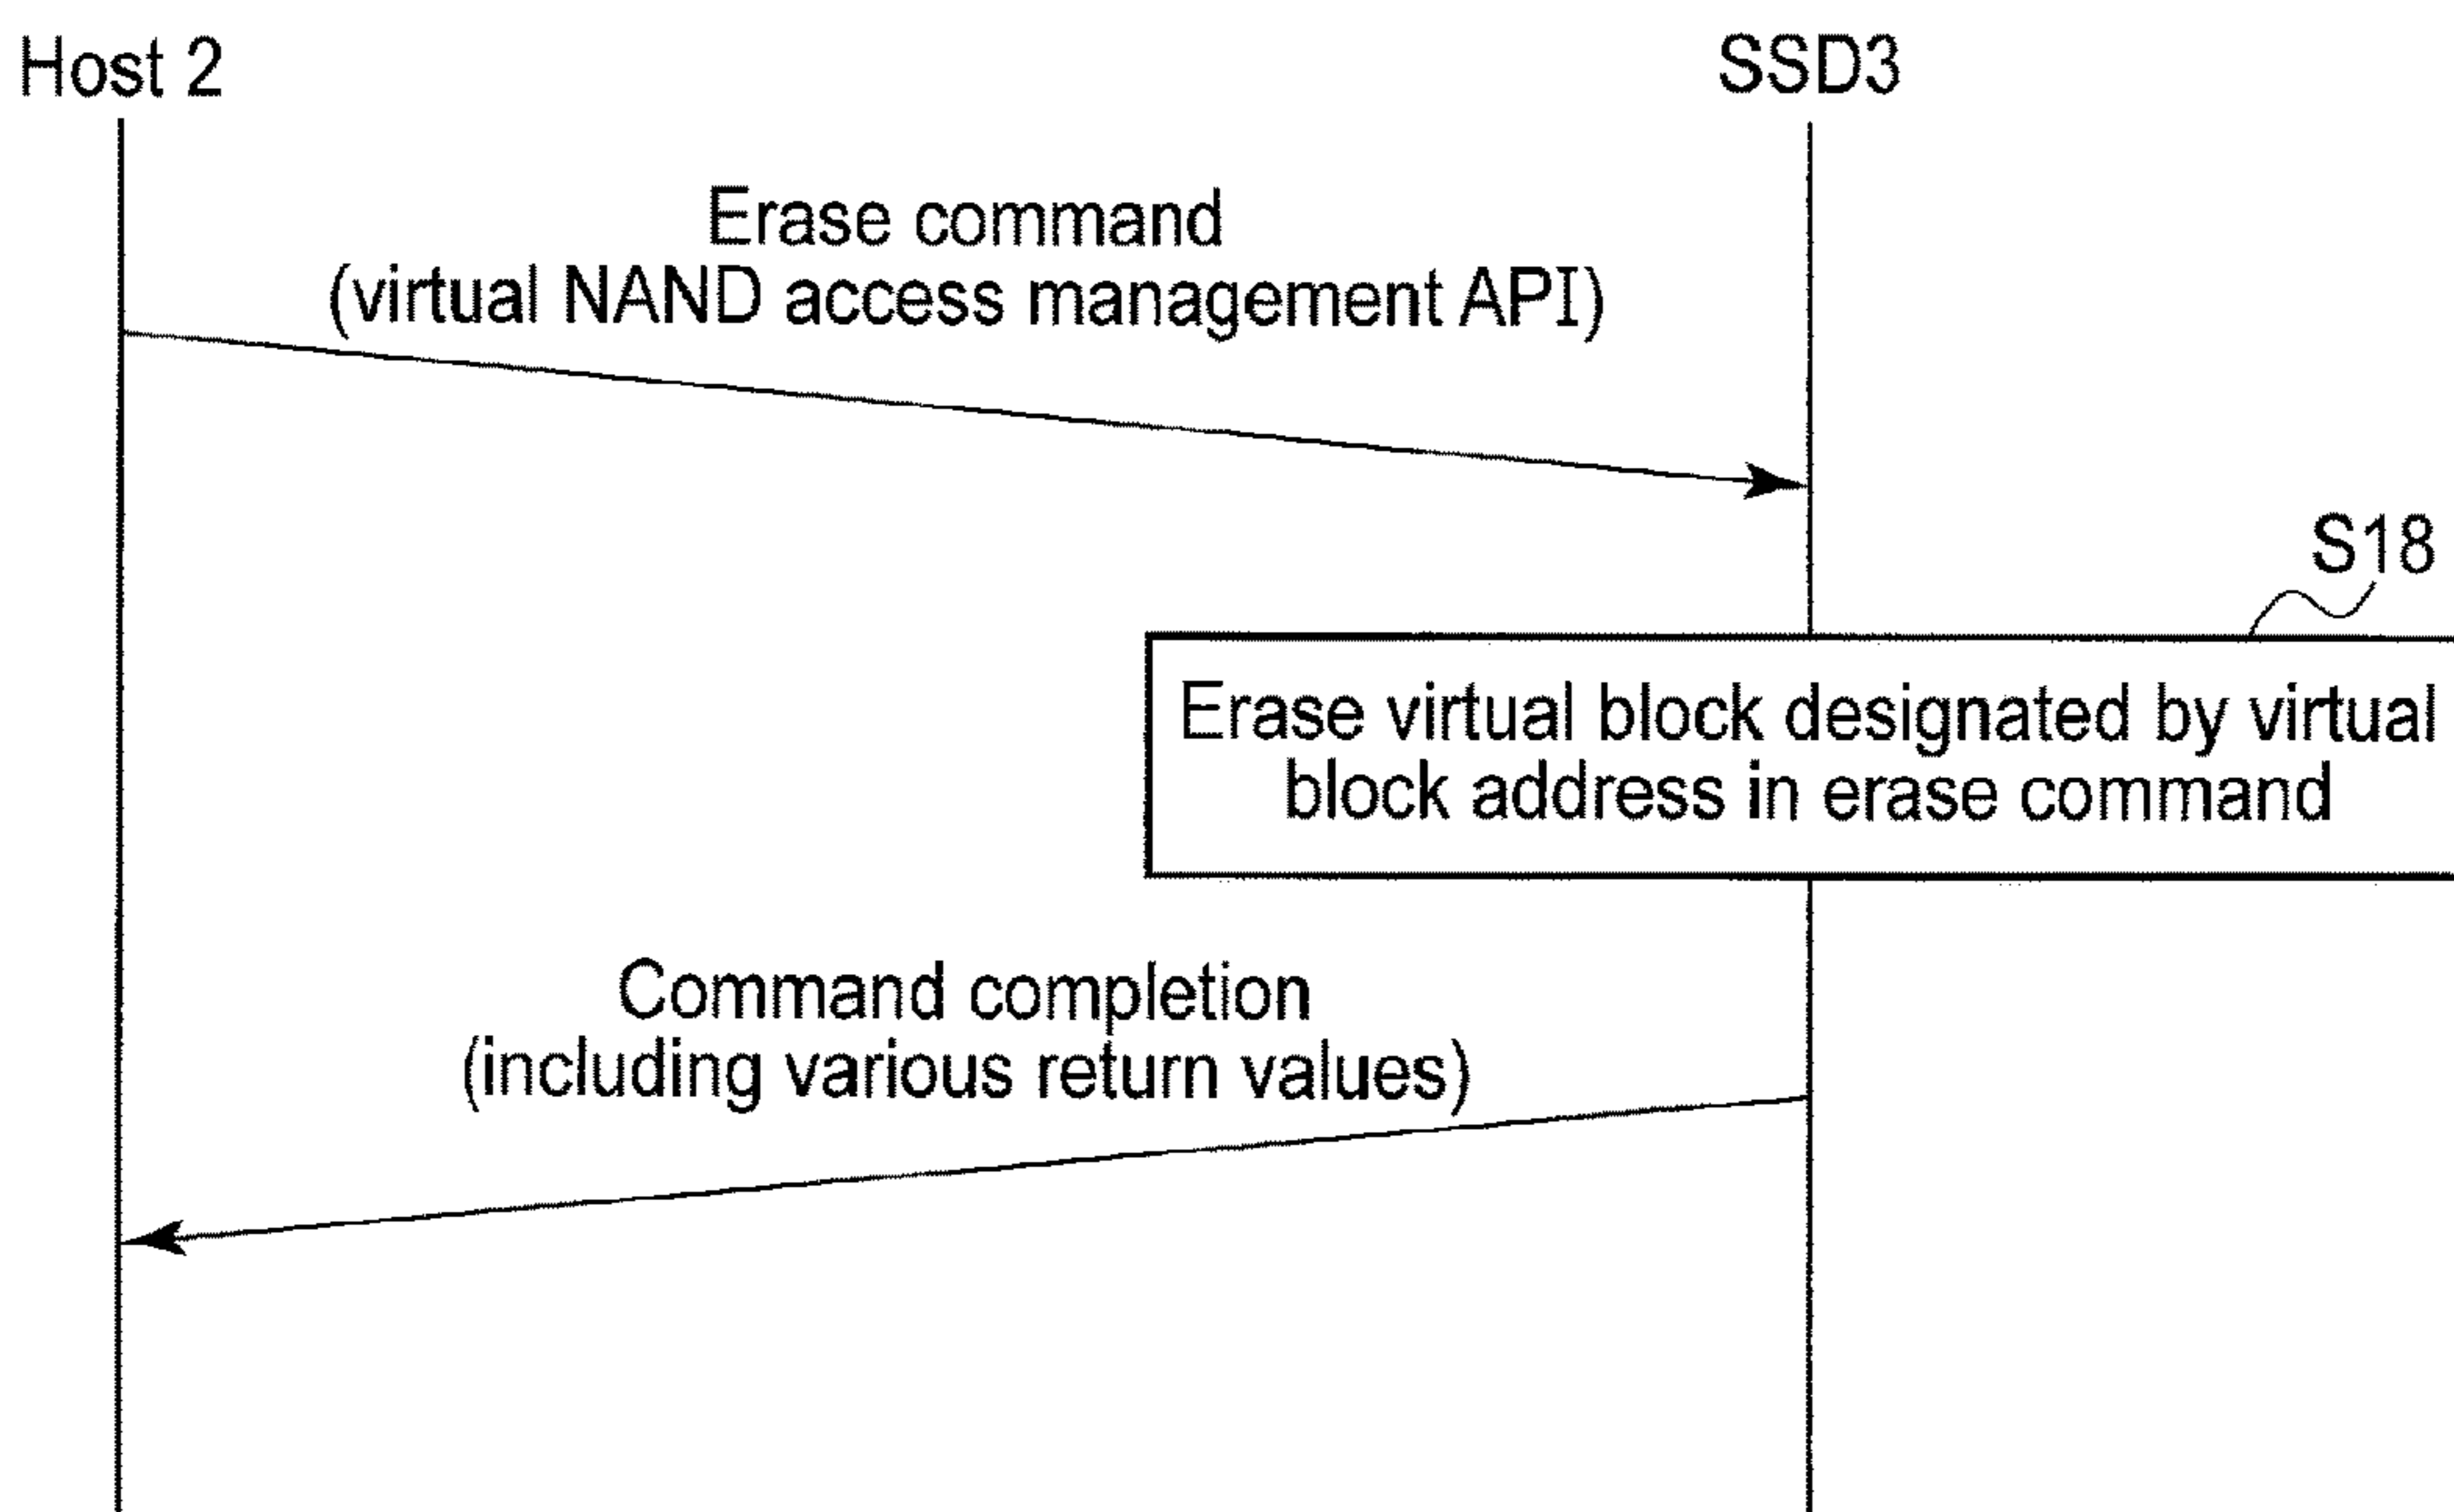 Host 2
SSD3
Erase command
(virtual NAND access management API)
S18
Erase virtual block designated by virtual
block address in erase command
Command completion
(including various return values)